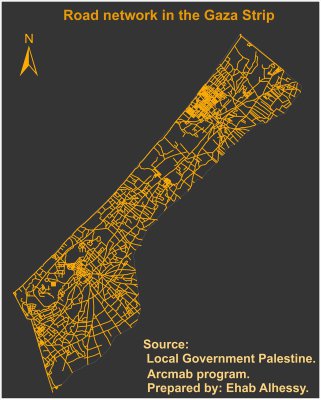 Road network in the Gaza Strip
N
Source:
Local Government Palestine.
Arcmab program.
Prepared by: Ehab Alhessy.